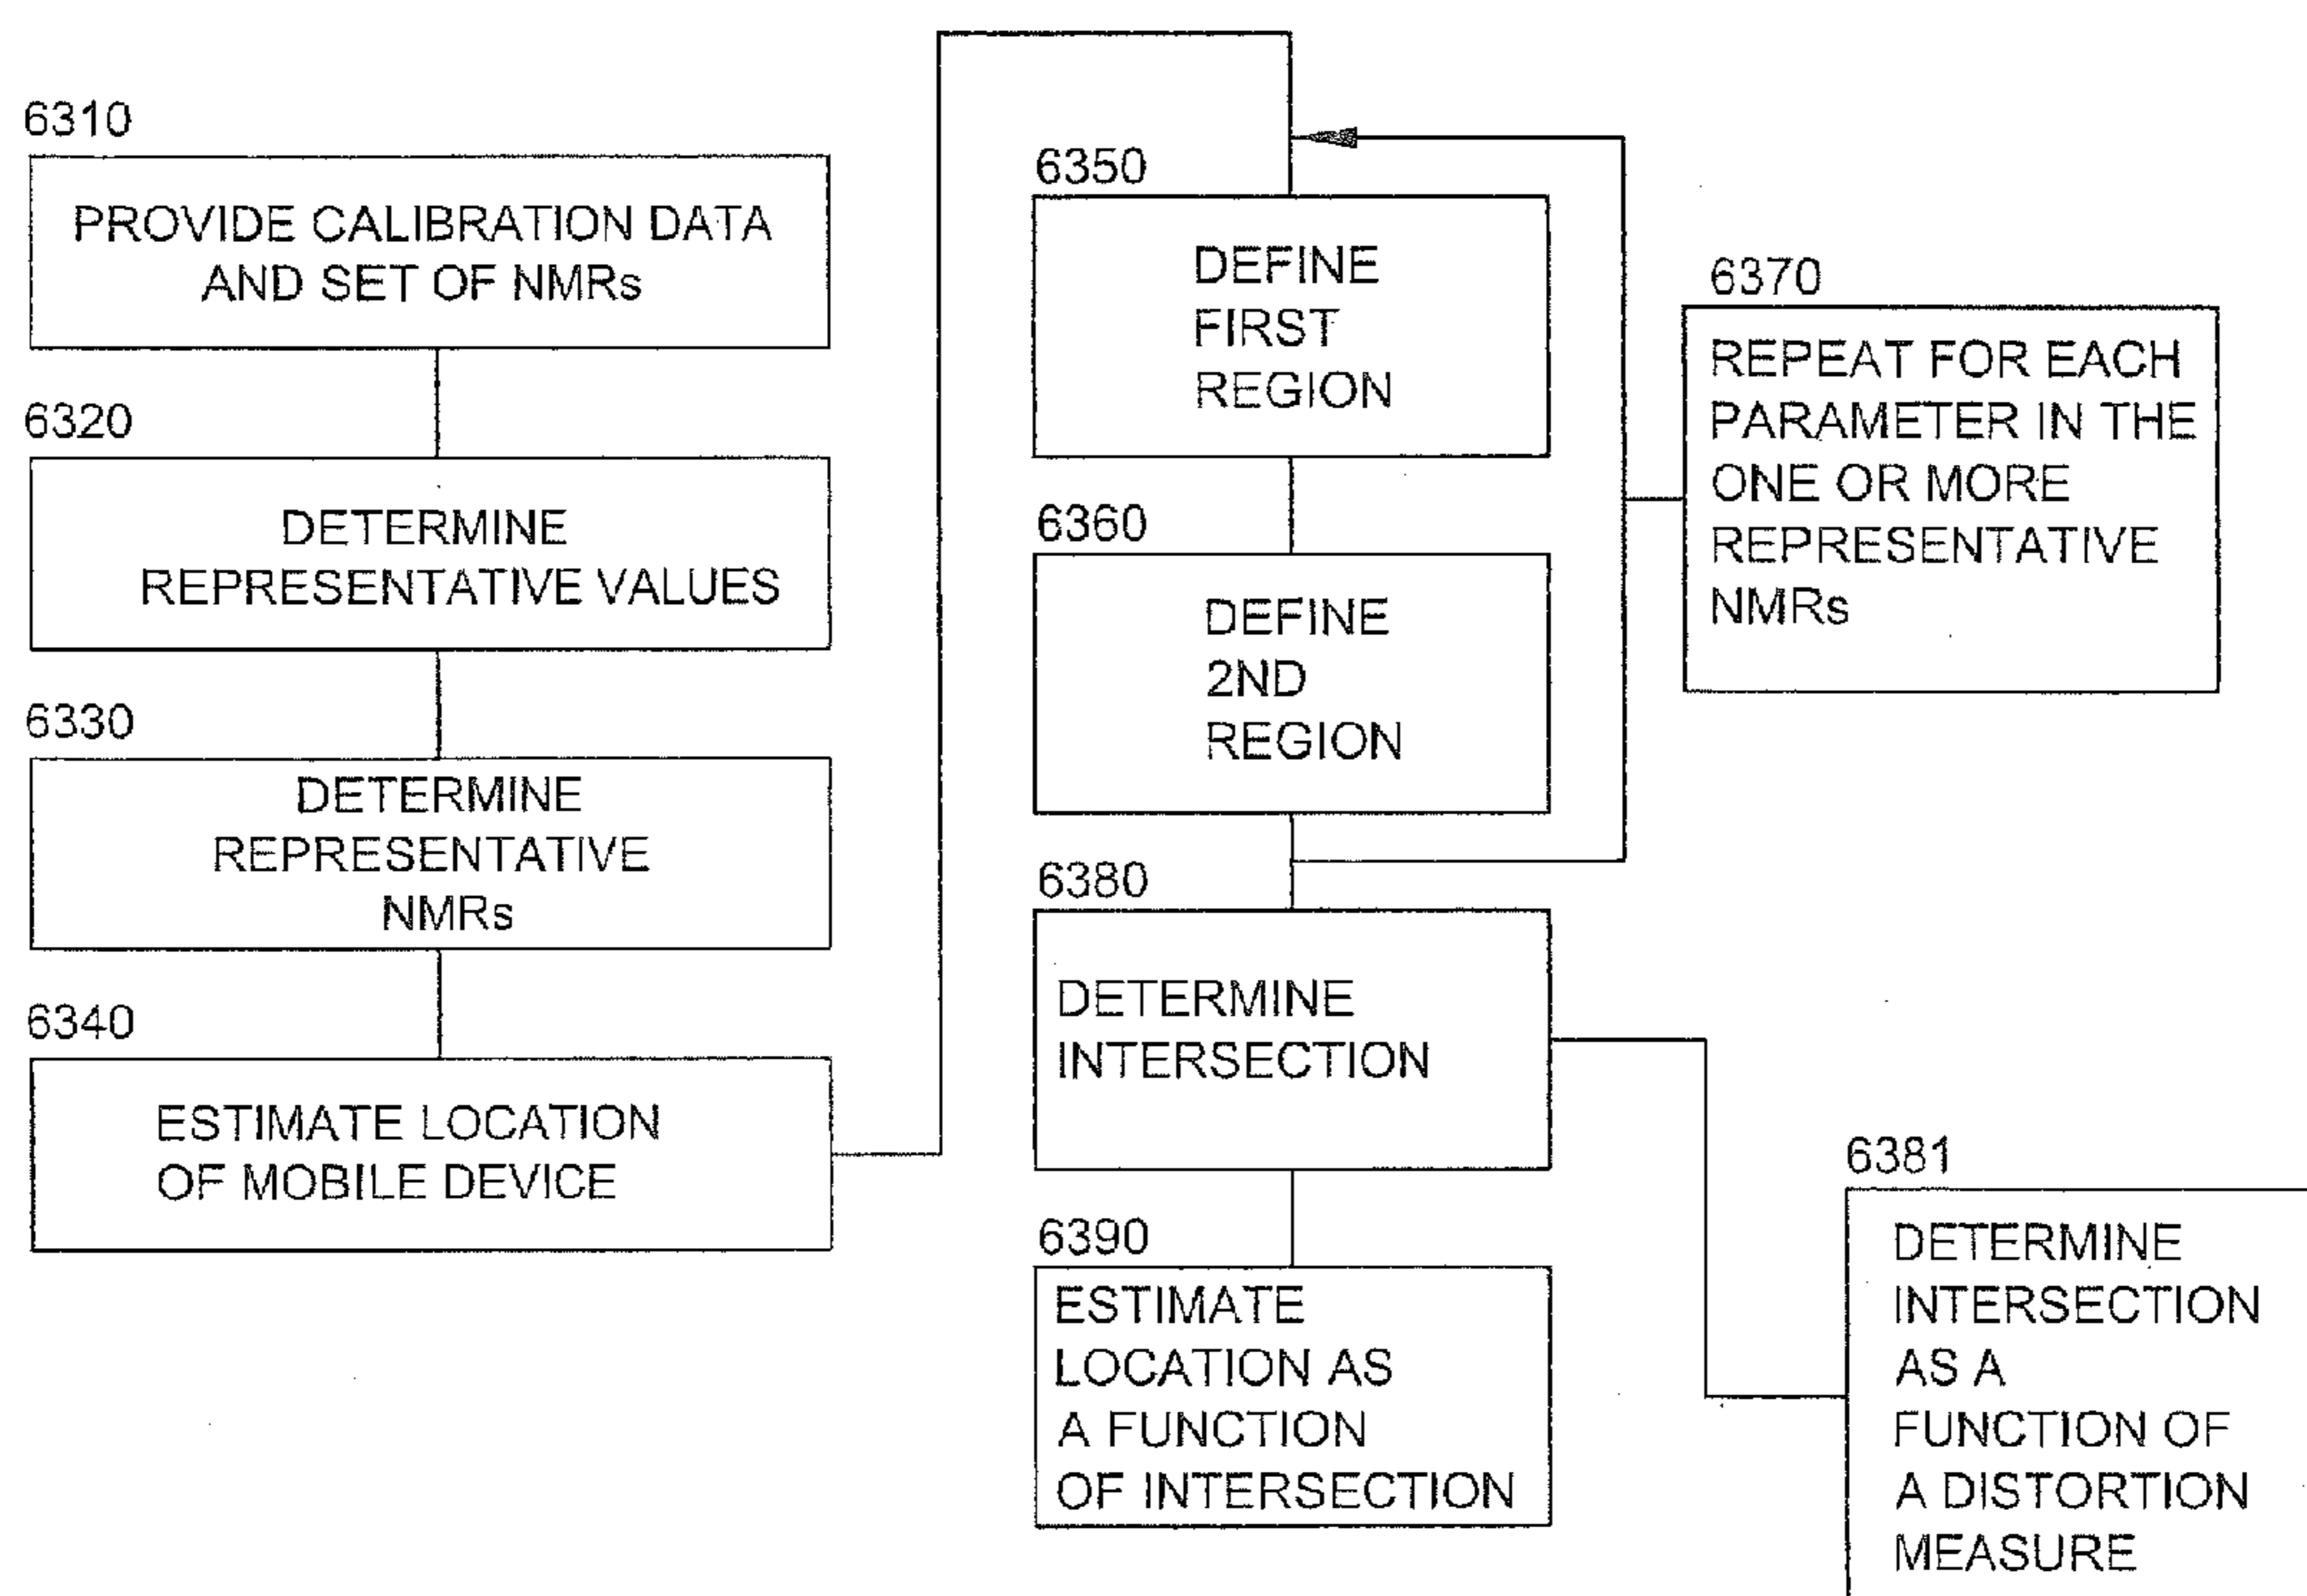 6310
PROVIDE CALIBRATION DATA
AND SET OF NMRs
6320
DETERMINE
REPRESENTATIVE VALUES
6330
DETERMINE
REPRESENTATIVE
NMRs
6340
ESTIMATE LOCATION
OF MOBILE DEVICE
6350
DEFINE
FIRST
REGION
6360
DEFINE
2ND
REGION
6370
REPEAT FOR EACH
PARAMETER IN THE
ONE OR MORE
REPRESENTATIVE
NMRs
6380
DETERMINE
INTERSECTION
6381
DETERMINE
INTERSECTION
AS A
FUNCTION OF
A DISTORTION
MEASURE
6390
ESTIMATE
LOCATION AS
A FUNCTION
OF INTERSECTION